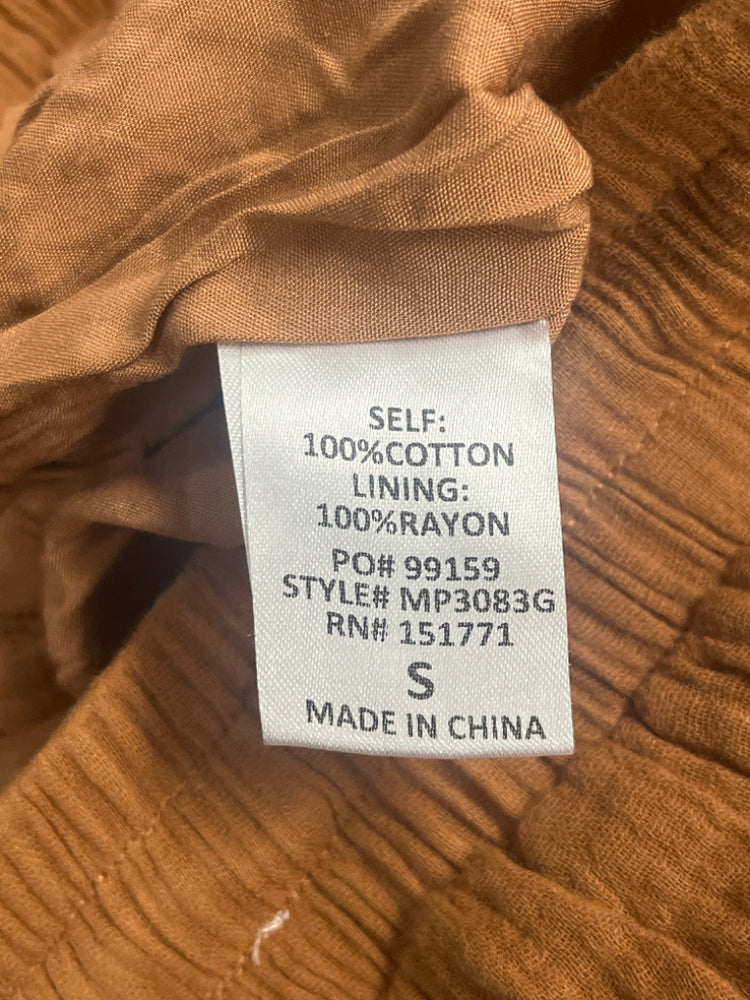 SELF:
100%COTTON
LINING:
100%RAYON
PO# 99159
STYLE# MP3083G
RN# 151771
S
MADE IN CHINA